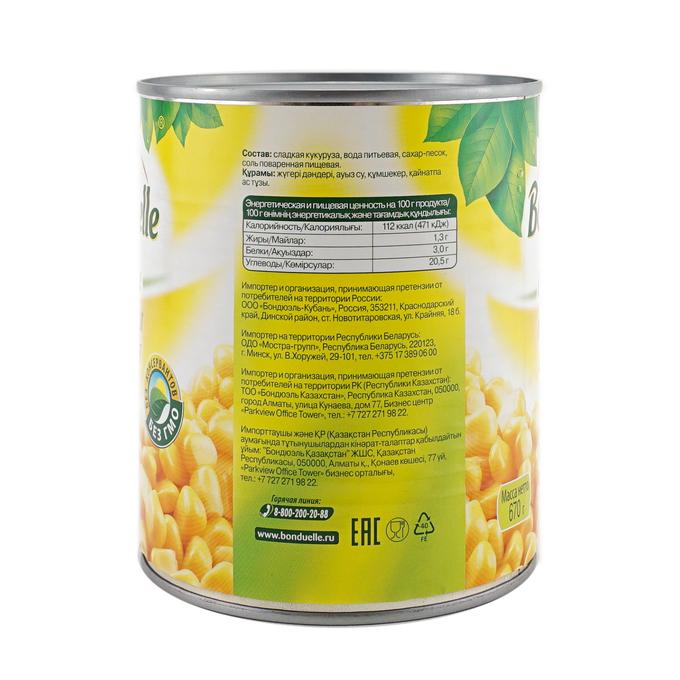 Состав: сладкая кукуруза, вода питьевая, сахар-песок,
соль поваренная пищевая.
Құрамы: жүгері дәндері, ауыз су, құмшекер, қайнатпа
ас тұзы.
Энергетическая и пищевая ценность на 100 г продукта/
100 г өнімнің энергетикалық және тағамдық құндылығы:
Калорийность/Калориялығы: 112 ккал (471 кДж)
Жиры/Майлар: 1,3 г
Белки/Ақуыздар: 3,0 г
Углеводы/Көмірсулар: 20,5 г
Импортер и организация, принимающая претензии от
потребителей на территории России:
ООО «Бондюэль-Кубань», Россия, 353211, Краснодарский
край, Динской район, ст. Новотитаровская, ул. Крайняя, 18 б.
Импортер на территории Республики Беларусь:
ОДО «Мостра-групп», Республика Беларусь, 220123,
г. Минск, ул. В.Хоружей, 29-101, тел. +375 17 389 06 00
Импортер и организация, принимающая претензии от
потребителей на территории РК (Республики Казахстан):
ТОО «Бондюэль Казахстан», Республика Казахстан, 050000,
город Алматы, улица Кунаева, дом 77, Бизнес центр
«Parkview Office Tower», тел.: +7 727 271 98 22.
Импорттаушы және ҚР (Қазақстан Республикасы)
аумағында тұтынушылардан кінәрат-талаптар қабылдайтын
ұйым: "Бондюэль Қазақстан" ЖШС, Қазақстан
Республикасы, 050000, Алматы қ., Қонаев көшесі, 77 үй,
«Parkview Office Tower» бизнес орталығы,
тел.: +7 727 271 98 22.
Горячая линия:
8-800-200-20-88
www.bonduelle.ru
EAC
40
FE
®
elle
КОНСЕРВАНТОВ
БЕЗ ГМО
B
Масса нетто
670 г